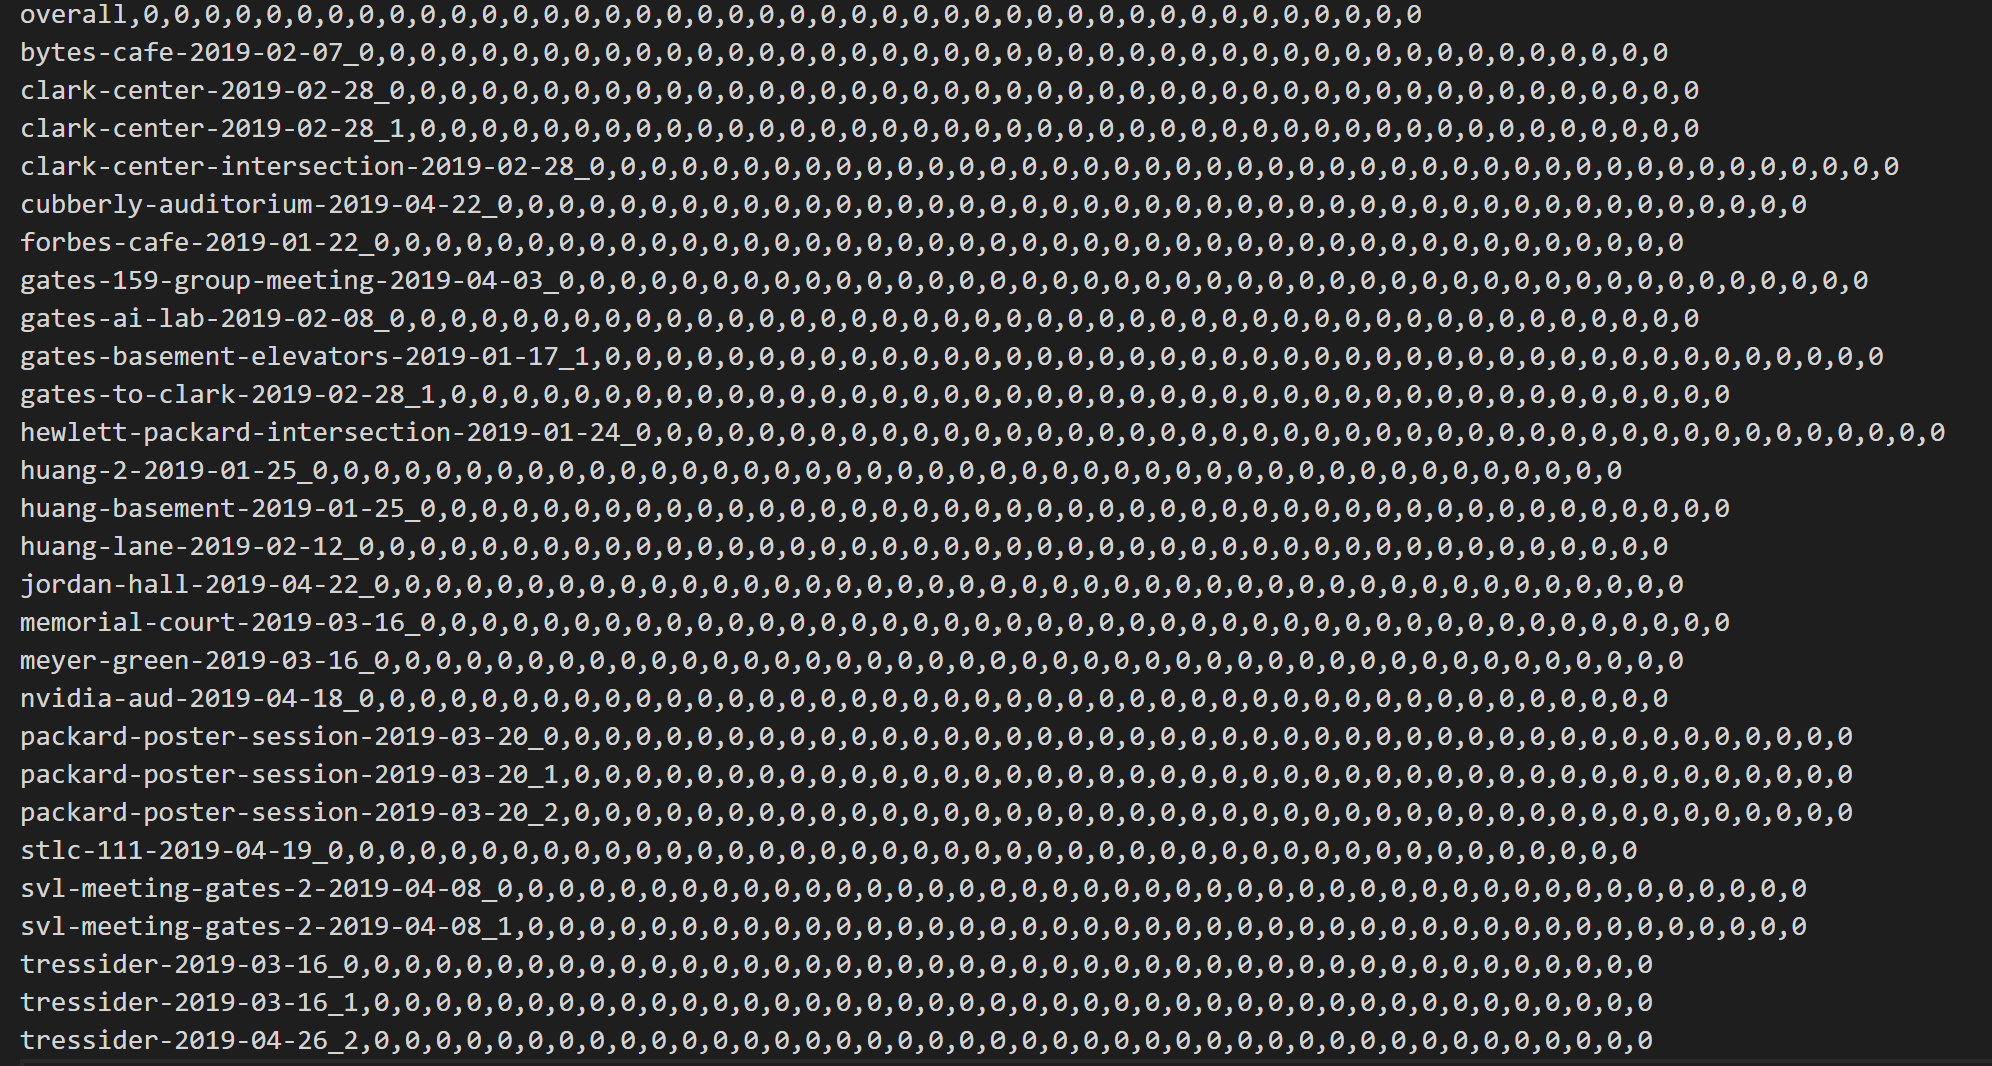 overall,0,0,0,0,0,0,0,0,0,0,0,0,0,0,0,0,0,0,0,0,0,0,0,0,0,0,0,0,0,0,0,0,0,0,0,0,0,0,0,0,0,0
bytes-cafe-2019-02-07_0,0,0,0,0,0,0,0,0,0,0,0,0,0,0,0,0,0,0,0,0,0,0,0,0,0,0,0,0,0,0,0,0,0,0,0,0,0,0,0,0,0,0
clark-center-2019-02-28_0,0,0,0,0,0,0,0,0,0,0,0,0,0,0,0,0,0,0,0,0,0,0,0,0,0,0,0,0,0,0,0,0,0,0,0,0,0,0,0,0,0,0
clark-center-2019-02-28_1,0,0,0,0,0,0,0,0,0,0,0,0,0,0,0,0,0,0,0,0,0,0,0,0,0,0,0,0,0,0,0,0,0,0,0,0,0,0,0,0,0,0
clark-center-intersection-2019-02-28_0,0,0,0,0,0,0,0,0,0,0,0,0,0,0,0,0,0,0,0,0,0,0,0,0,0,0,0,0,0,0,0,0,0,0,0,0,0,0,0,0,0,0
cubberly-auditorium-2019-04-22_0,0,0,0,0,0,0,0,0,0,0,0,0,0,0,0,0,0,0,0,0,0,0,0,0,0,0,0,0,0,0,0,0,0,0,0,0,0,0,0,0,0,0
forbes-cafe-2019-01-22_0,0,0,0,0,0,0,0,0,0,0,0,0,0,0,0,0,0,0,0,0,0,0,0,0,0,0,0,0,0,0,0,0,0,0,0,0,0,0,0,0,0,0
gates-159-group-meeting-2019-04-03_0,0,0,0,0,0,0,0,0,0,0,0,0,0,0,0,0,0,0,0,0,0,0,0,0,0,0,0,0,0,0,0,0,0,0,0,0,0,0,0,0,0,0
gates-ai-lab-2019-02-08_0,0,0,0,0,0,0,0,0,0,0,0,0,0,0,0,0,0,0,0,0,0,0,0,0,0,0,0,0,0,0,0,0,0,0,0,0,0,0,0,0,0,0
gates-basement-elevators-2019-01-17_1,0,0,0,0,0,0,0,0,0,0,0,0,0,0,0,0,0,0,0,0,0,0,0,0,0,0,0,0,0,0,0,0,0,0,0,0,0,0,0,0,0,0
gates-to-clark-2019-02-28_1,0,0,0,0,0,0,0,0,0,0,0,0,0,0,0,0,0,0,0,0,0,0,0,0,0,0,0,0,0,0,0,0,0,0,0,0,0,0,0,0,0,0
hewlett-packard-intersection-2019-01-24_0,0,0,0,0,0,0,0,0,0,0,0,0,0,0,0,0,0,0,0,0,0,0,0,0,0,0,0,0,0,0,0,0,0,0,0,0,0,0,0,0,0,0
huang-2-2019-01-25_0,0,0,0,0,0,0,0,0,0,0,0,0,0,0,0,0,0,0,0,0,0,0,0,0,0,0,0,0,0,0,0,0,0,0,0,0,0,0,0,0,0,0
huang-basement-2019-01-25_0,0,0,0,0,0,0,0,0,0,0,0,0,0,0,0,0,0,0,0,0,0,0,0,0,0,0,0,0,0,0,0,0,0,0,0,0,0,0,0,0,0,0
huang-lane-2019-02-12_0,0,0,0,0,0,0,0,0,0,0,0,0,0,0,0,0,0,0,0,0,0,0,0,0,0,0,0,0,0,0,0,0,0,0,0,0,0,0,0,0,0,0
jordan-hall-2019-04-22_0,0,0,0,0,0,0,0,0,0,0,0,0,0,0,0,0,0,0,0,0,0,0,0,0,0,0,0,0,0,0,0,0,0,0,0,0,0,0,0,0,0,0
memorial-court-2019-03-16_0,0,0,0,0,0,0,0,0,0,0,0,0,0,0,0,0,0,0,0,0,0,0,0,0,0,0,0,0,0,0,0,0,0,0,0,0,0,0,0,0,0,0
meyer-green-2019-03-16_0,0,0,0,0,0,0,0,0,0,0,0,0,0,0,0,0,0,0,0,0,0,0,0,0,0,0,0,0,0,0,0,0,0,0,0,0,0,0,0,0,0,0
nvidia-aud-2019-04-18_0,0,0,0,0,0,0,0,0,0,0,0,0,0,0,0,0,0,0,0,0,0,0,0,0,0,0,0,0,0,0,0,0,0,0,0,0,0,0,0,0,0,0
packard-poster-session-2019-03-20_0,0,0,0,0,0,0,0,0,0,0,0,0,0,0,0,0,0,0,0,0,0,0,0,0,0,0,0,0,0,0,0,0,0,0,0,0,0,0,0,0,0,0
packard-poster-session-2019-03-20_1,0,0,0,0,0,0,0,0,0,0,0,0,0,0,0,0,0,0,0,0,0,0,0,0,0,0,0,0,0,0,0,0,0,0,0,0,0,0,0,0,0,0
packard-poster-session-2019-03-20_2,0,0,0,0,0,0,0,0,0,0,0,0,0,0,0,0,0,0,0,0,0,0,0,0,0,0,0,0,0,0,0,0,0,0,0,0,0,0,0,0,0,0
stlc-111-2019-04-19_0,0,0,0,0,0,0,0,0,0,0,0,0,0,0,0,0,0,0,0,0,0,0,0,0,0,0,0,0,0,0,0,0,0,0,0,0,0,0,0,0,0,0
svl-meeting-gates-2-2019-04-08_0,0,0,0,0,0,0,0,0,0,0,0,0,0,0,0,0,0,0,0,0,0,0,0,0,0,0,0,0,0,0,0,0,0,0,0,0,0,0,0,0,0,0
svl-meeting-gates-2-2019-04-08_1,0,0,0,0,0,0,0,0,0,0,0,0,0,0,0,0,0,0,0,0,0,0,0,0,0,0,0,0,0,0,0,0,0,0,0,0,0,0,0,0,0,0
tressider-2019-03-16_0,0,0,0,0,0,0,0,0,0,0,0,0,0,0,0,0,0,0,0,0,0,0,0,0,0,0,0,0,0,0,0,0,0,0,0,0,0,0,0,0,0,0
tressider-2019-03-16_1,0,0,0,0,0,0,0,0,0,0,0,0,0,0,0,0,0,0,0,0,0,0,0,0,0,0,0,0,0,0,0,0,0,0,0,0,0,0,0,0,0,0
tressider-2019-04-26_2,0,0,0,0,0,0,0,0,0,0,0,0,0,0,0,0,0,0,0,0,0,0,0,0,0,0,0,0,0,0,0,0,0,0,0,0,0,0,0,0,0,0